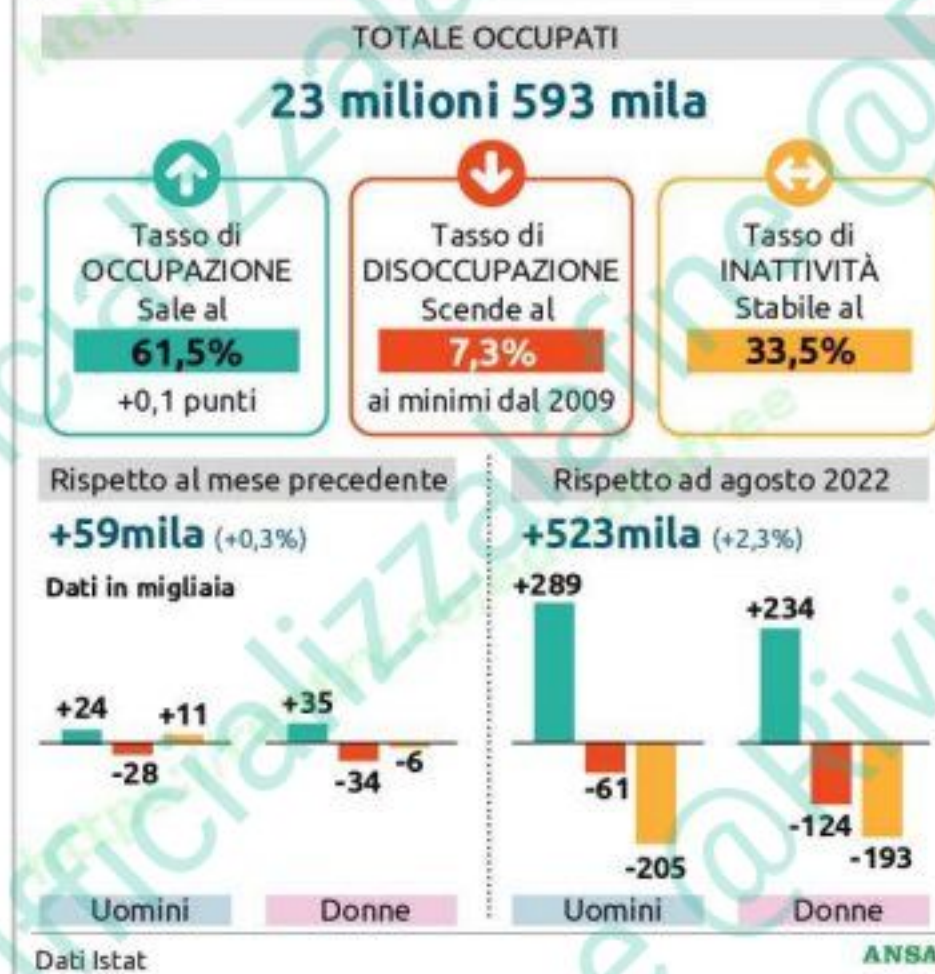 TOTALE OCCUPATI
23 milioni 593 mila
Tasso di
OCCUPAZIONE
Sale al
61,5%
+0,1 punti
Tasso di
DISOCCUPAZIONE
Scende al
7,3%
ai minimi dal 2009
Tasso di
INATTIVITÀ
Stabile al
33,5%
Rispetto al mese precedente
+59mila (+0,3%)
Dati in migliaia
+24
-28
+11
+35
-34
-6
Uomini
Donne
Rispetto ad agosto 2022
+523mila (+2,3%)
+289
-61
-205
+234
-124
-193
Uomini
Donne
Dati Istat
ANSA